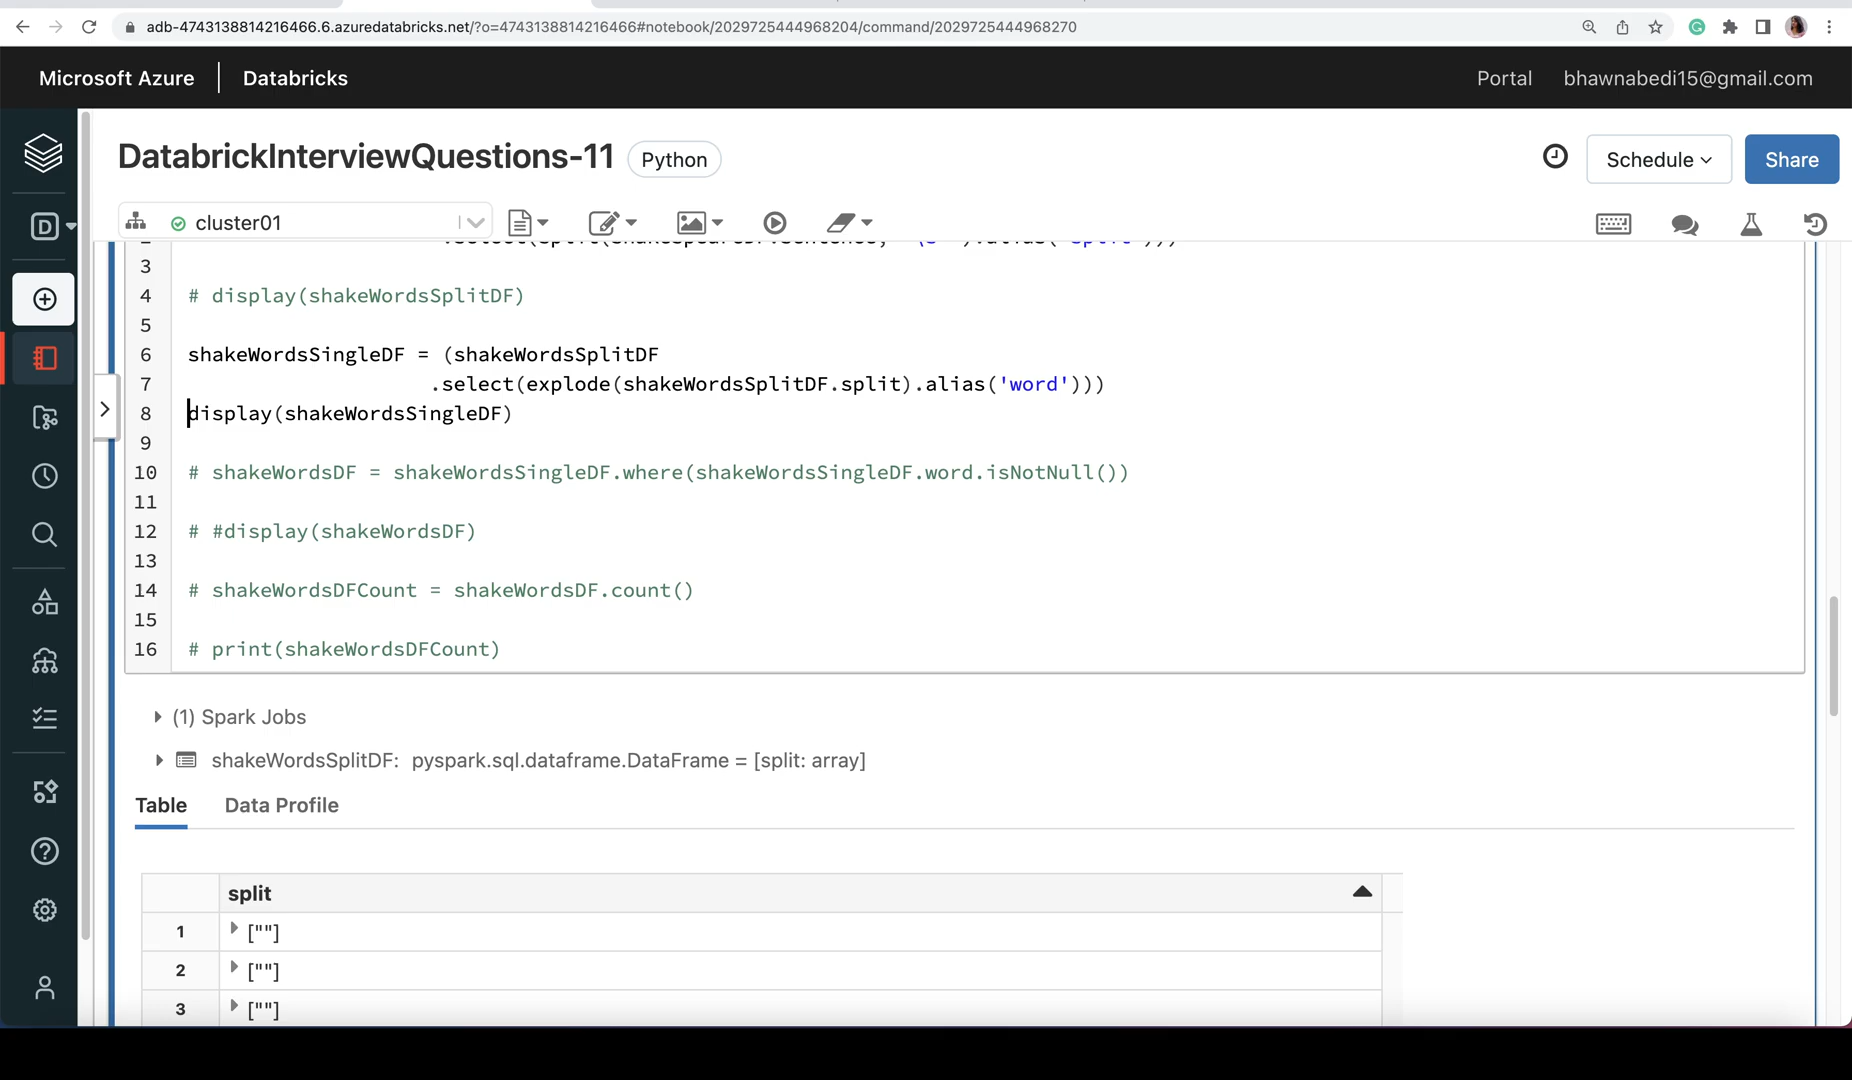 adb-4743138814216466.6.azuredatabricks.net/?o=4743138814216466#notebook/2029725444968204/command/2029725444968270
Microsoft Azure | Databricks Portal bhawnabedi15@gmail.com
DatabrickInterviewQuestions-11 Python Schedule Share
cluster01
3
4 # display(shakeWordsSplitDF)
5
6 shakeWordsSingleDF = (shakeWordsSplitDF
7 .select(explode(shakeWordsSplitDF.split).alias('word')))
8 display(shakeWordsSingleDF)
9
10 # shakeWordsDF = shakeWordsSingleDF.where(shakeWordsSingleDF.word.isNotNull())
11
12 # #display(shakeWordsDF)
13
14 # shakeWordsDFCount = shakeWordsDF.count()
15
16 # print(shakeWordsDFCount)
(1) Spark Jobs
shakeWordsSplitDF: pyspark.sql.dataframe.DataFrame = [split: array]
Table Data Profile
split
1 [""]
2 [""]
3 [""]